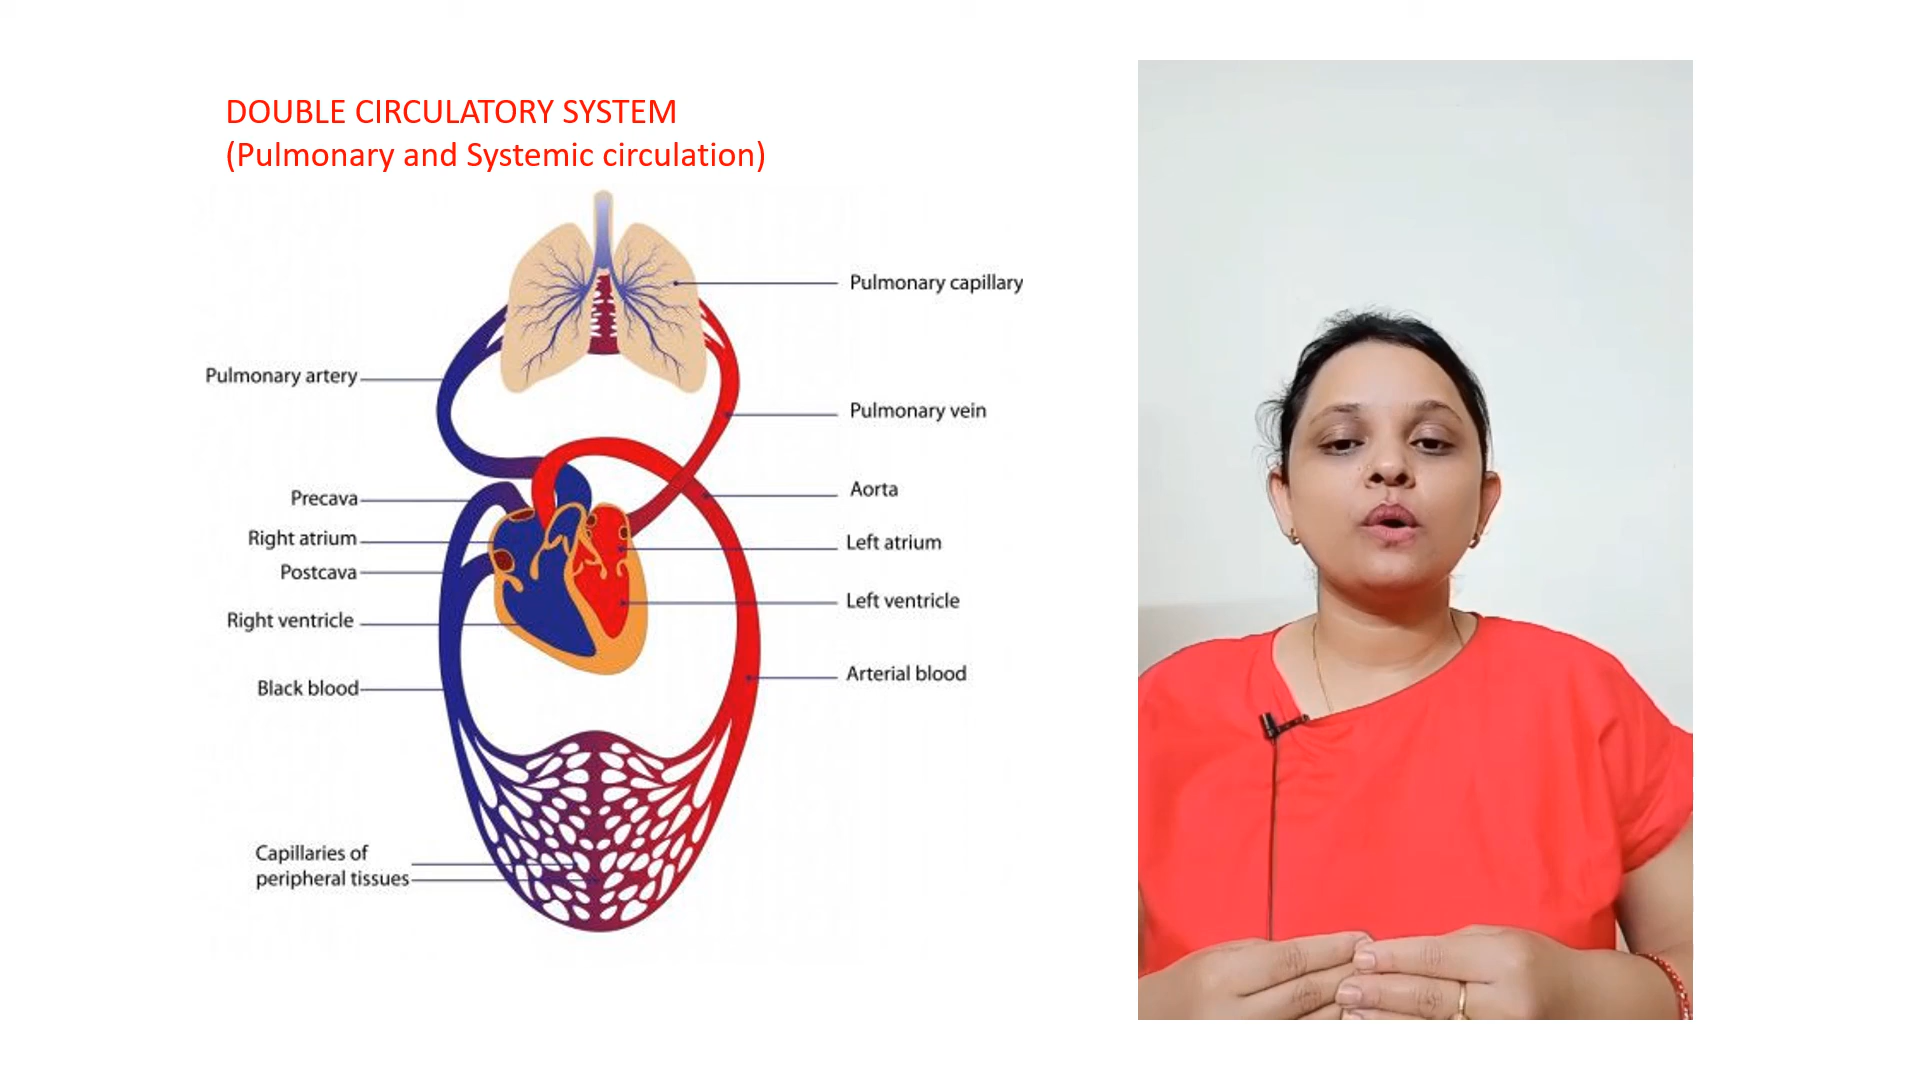 DOUBLE CIRCULATORY SYSTEM
(Pulmonary and Systemic circulation)
Pulmonary capillary
Pulmonary artery
Pulmonary vein
Aorta
Precava
Right atrium
Left atrium
Postcava
Left ventricle
Right ventricle
Arterial blood
Black blood
Capillaries of
peripheral tissues